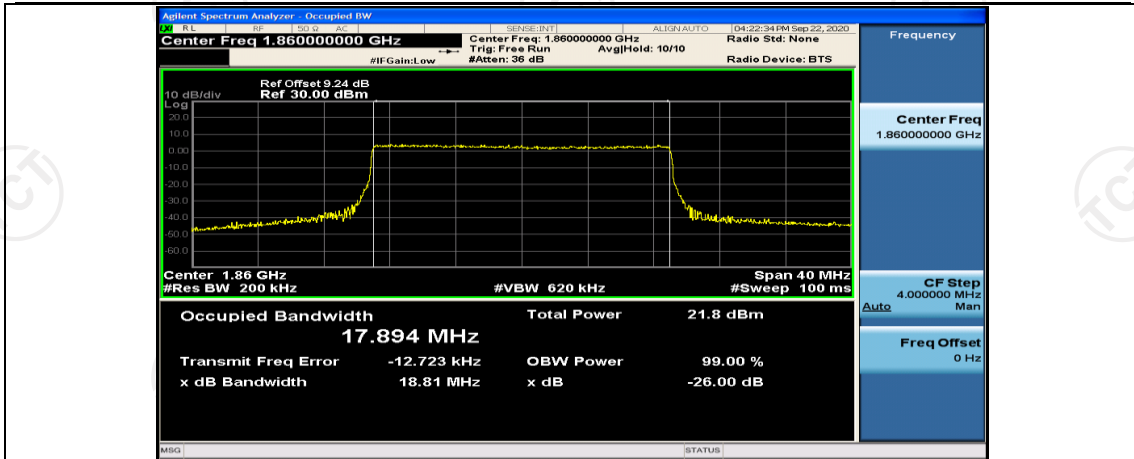 Agilent Spectrum Analyzer - Occupied BW
LXI RL RF 50 Ω AC SENSE:INT ALIGN AUTO 04:22:34 PM Sep 22, 2020
Center Freq 1.860000000 GHz
Center Freq: 1.860000000 GHz
Radio Std: None
Trig: Free Run Avg|Hold: 10/10
#IFGain:Low #Atten: 36 dB Radio Device: BTS
Ref Offset 9.24 dB
10 dB/div Ref 30.00 dBm
Log
20.0
10.0
0.00
-10.0
-20.0
-30.0
-40.0
-50.0
-60.0
Center 1.86 GHz Span 40 MHz
#Res BW 200 kHz #VBW 620 kHz #Sweep 100 ms
Occupied Bandwidth Total Power 21.8 dBm
17.894 MHz
Transmit Freq Error -12.723 kHz OBW Power 99.00 %
x dB Bandwidth 18.81 MHz x dB -26.00 dB
MSG STATUS
Frequency
Center Freq
1.860000000 GHz
CF Step
4.000000 MHz
Auto Man
Freq Offset
0 Hz
TCT